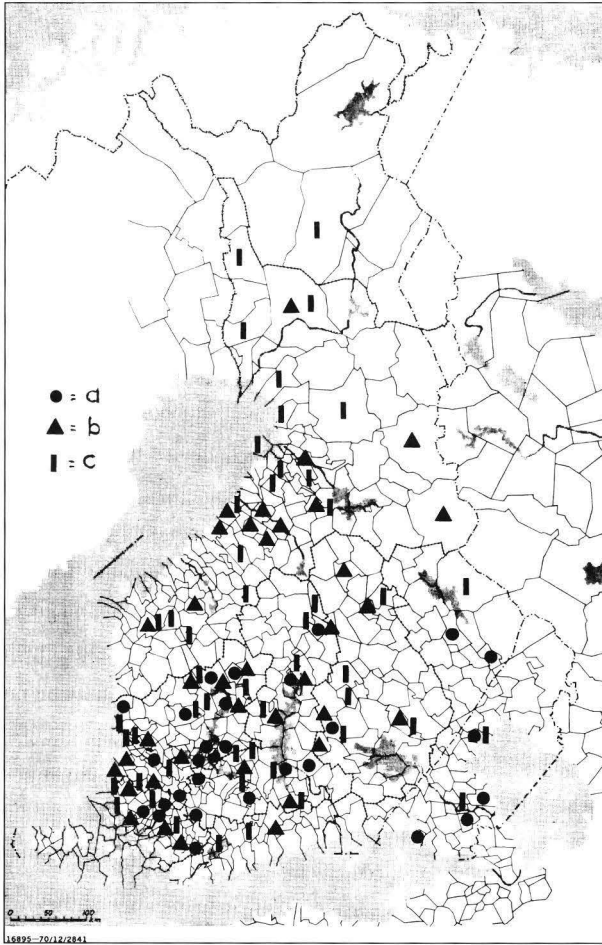 ● = a
▲ = b
▌ = c
0 50 100
16895—70/12/2841